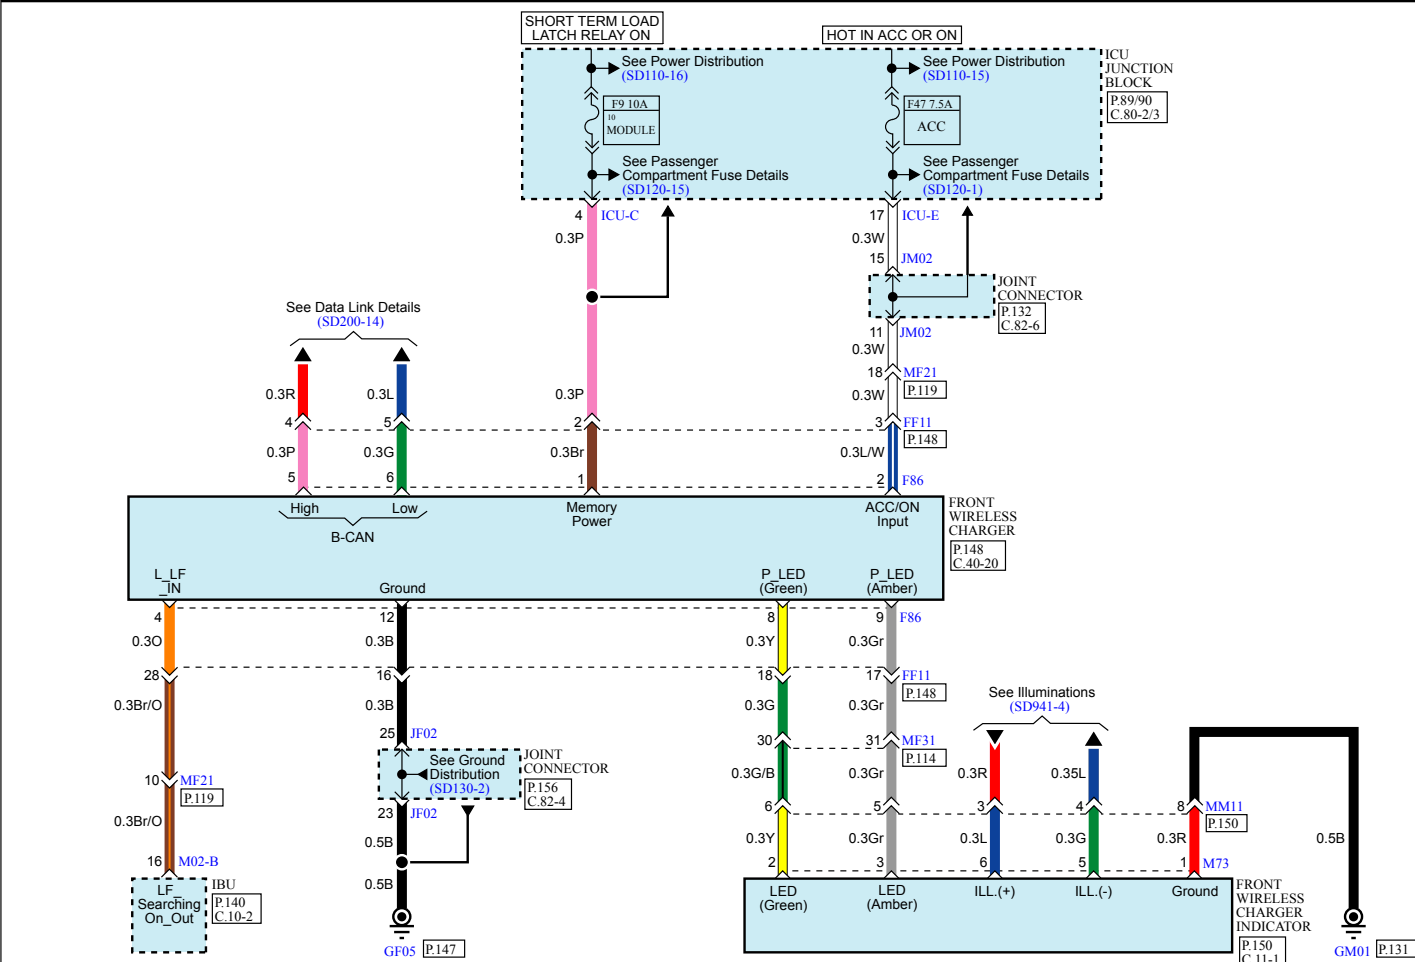 SHORT TERM LOAD
LATCH RELAY ON
HOT IN ACC OR ON
See Power Distribution
(SD110-16)
See Power Distribution
(SD110-15)
ICU
JUNCTION
BLOCK
P.89/90
C.80-2/3
F9 10A
10
MODULE
F47 7.5A
ACC
See Passenger
Compartment Fuse Details
(SD120-15)
See Passenger
Compartment Fuse Details
(SD120-1)
4 ICU-C
17 ICU-E
0.3P
0.3W
15 JM02
JOINT
CONNECTOR
P.132
C.82-6
See Data Link Details
(SD200-14)
11 JM02
0.3W
18 MF21
P.119
0.3R
0.3L
0.3P
0.3W
4
5
2
3 FF11
P.148
0.3P
0.3G
0.3Br
0.3L/W
5
6
1
2 F86
High
Low
B-CAN
Memory
Power
ACC/ON
Input
FRONT
WIRELESS
CHARGER
P.148
C.40-20
L_LF
_IN
Ground
P_LED
(Green)
P_LED
(Amber)
4
12
8
9 F86
0.3O
0.3B
0.3Y
0.3Gr
28
16
18
17 FF11
P.148
0.3Br/O
0.3B
0.3G
0.3Gr
See Illuminations
(SD941-4)
25 JF02
30
31 MF31
P.114
See Ground
Distribution
(SD130-2)
JOINT
CONNECTOR
P.156
C.82-4
10 MF21
P.119
0.3G/B
0.3Gr
0.3R
0.35L
23 JF02
6
5
3
4
8 MM11
P.150
0.3Br/O
0.5B
0.3Y
0.3Gr
0.3L
0.3G
0.3R
0.5B
16 M02-B
2
3
6
5
1 M73
LF_
Searching
On_Out
IBU
P.140
C.10-2
0.5B
LED
(Green)
LED
(Amber)
ILL.(+)
ILL.(-)
Ground
FRONT
WIRELESS
CHARGER
INDICATOR
P.150
C.11-1
GF05 P.147
GM01 P.131